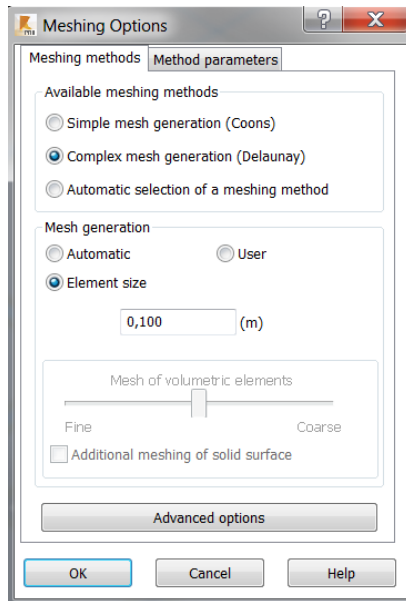 Meshing Options
Meshing methods Method parameters
Available meshing methods
Simple mesh generation (Coons)
Complex mesh generation (Delaunay)
Automatic selection of a meshing method
Mesh generation
Automatic User
Element size
0,100 (m)
Mesh of volumetric elements
Fine Coarse
Additional meshing of solid surface
Advanced options
OK Cancel Help